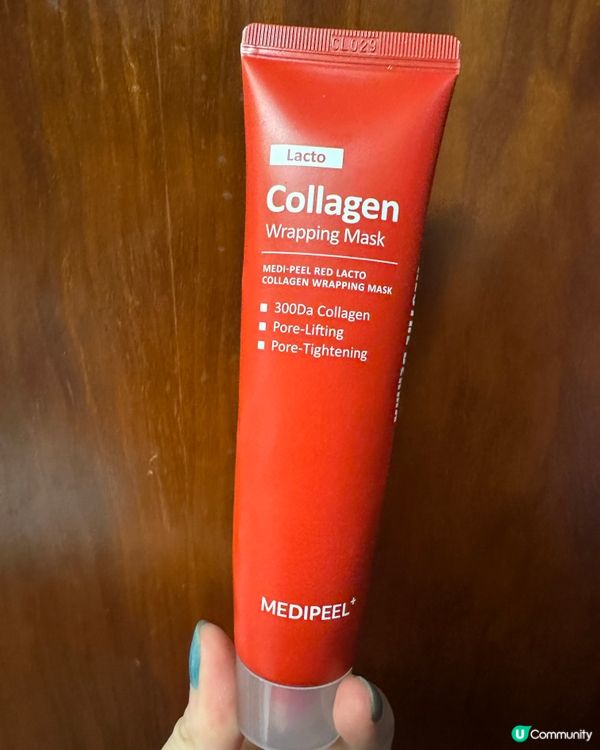 CL029
Lacto
Collagen
Wrapping Mask
MEDI-PEEL RED LACTO
COLLAGEN WRAPPING MASK
300Da Collagen
Pore-Lifting
Pore-Tightening
MEDIPEEL+
U Community